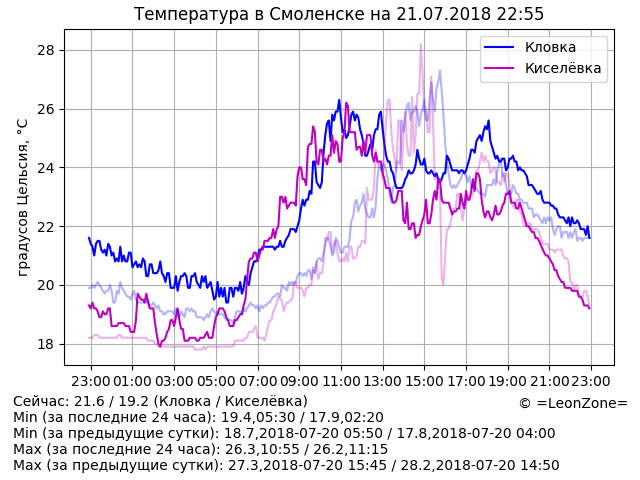 Температура в Смоленске на 21.07.2018 22:55
Кловка
Киселёвка
градусов Цельсия, °C
28
26
24
22
20
18
23:00 01:00 03:00 05:00 07:00 09:00 11:00 13:00 15:00 17:00 19:00 21:00 23:00
Сейчас: 21.6 / 19.2 (Кловка / Киселёвка)
© =LeonZone=
Min (за последние 24 часа): 19.4,05:30 / 17.9,02:20
Min (за предыдущие сутки): 18.7,2018-07-20 05:50 / 17.8,2018-07-20 04:00
Max (за последние 24 часа): 26.3,10:55 / 26.2,11:15
Max (за предыдущие сутки): 27.3,2018-07-20 15:45 / 28.2,2018-07-20 14:50